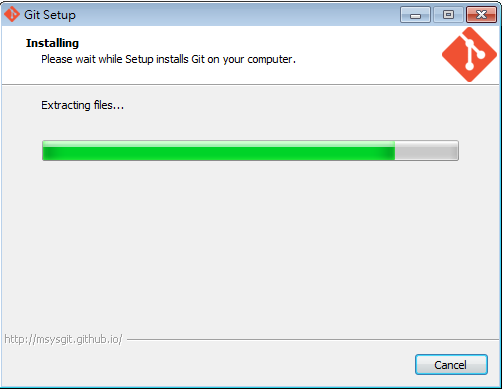 Git Setup
Installing
Please wait while Setup installs Git on your computer.
Extracting files...
http://msysgit.github.io/
Cancel